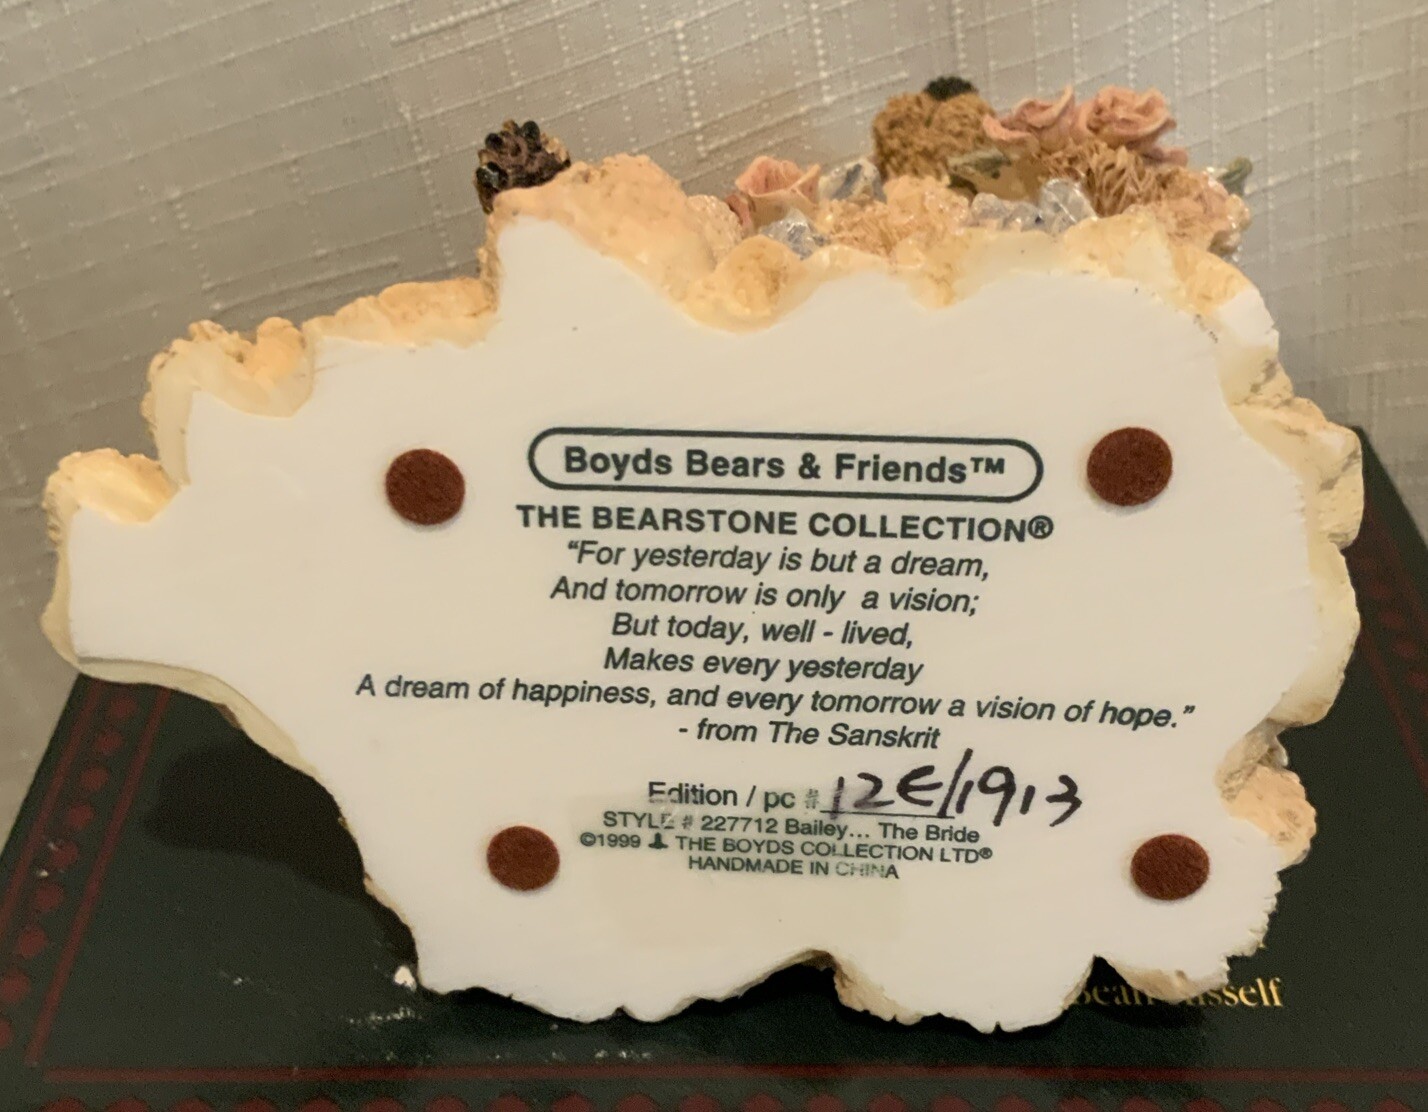 Boyds Bears & Friends™
THE BEARSTONE COLLECTION®
“For yesterday is but a dream,
And tomorrow is only a vision;
But today, well - lived,
Makes every yesterday
A dream of happiness, and every tomorrow a vision of hope.”
- from The Sanskrit
Edition / pc # 12E/1913
STYLE # 227712 Bailey... The Bride
©1999 THE BOYDS COLLECTION LTD®
HANDMADE IN CHINA